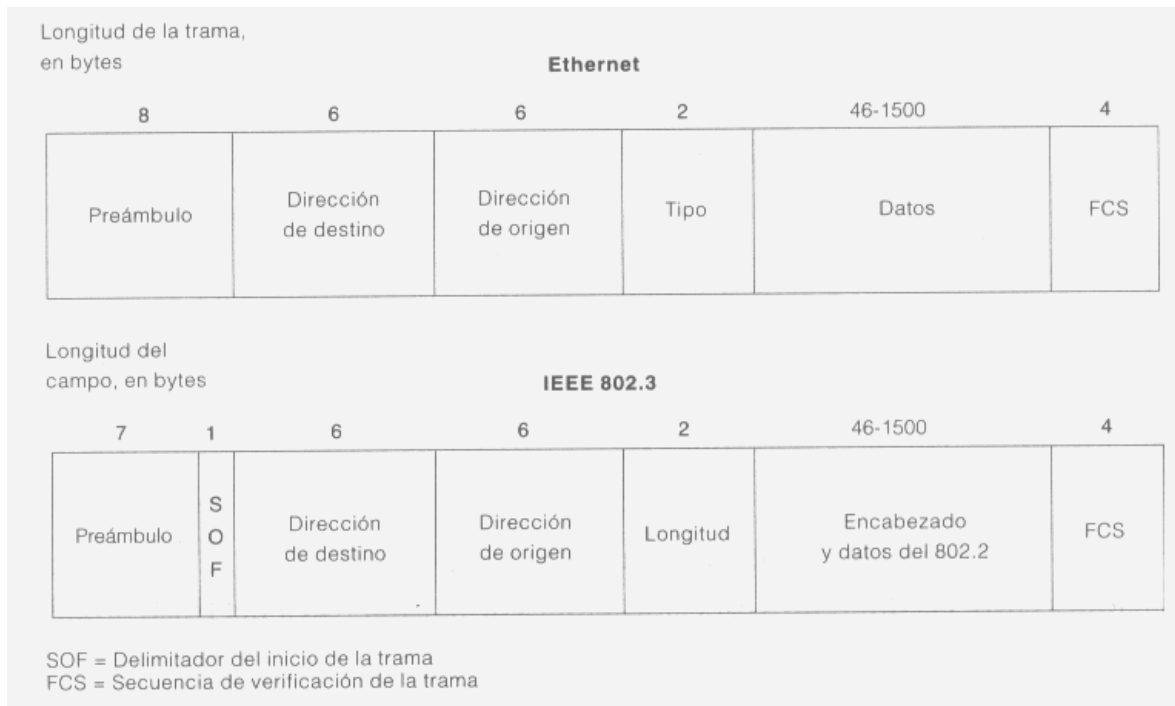 Longitud de la trama,
en bytes
Ethernet
8 6 6 2 46-1500 4
Preámbulo
Dirección
de destino
Dirección
de origen
Tipo
Datos
FCS
Longitud del
campo, en bytes
IEEE 802.3
7 1 6 6 2 46-1500 4
Preámbulo
S
O
F
Dirección
de destino
Dirección
de origen
Longitud
Encabezado
y datos del 802.2
FCS
SOF = Delimitador del inicio de la trama
FCS = Secuencia de verificación de la trama